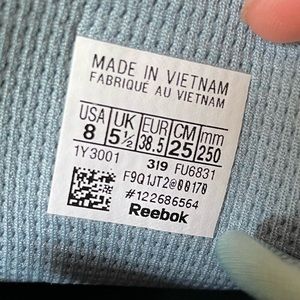 MADE IN VIETNAM
FABRIQUE AU VIETNAM
USA UK EUR CM mm
8 5½ 38.5 25 250
1Y3001 319 FU6831
F9Q1JT2@00170
#122686564
Reebok